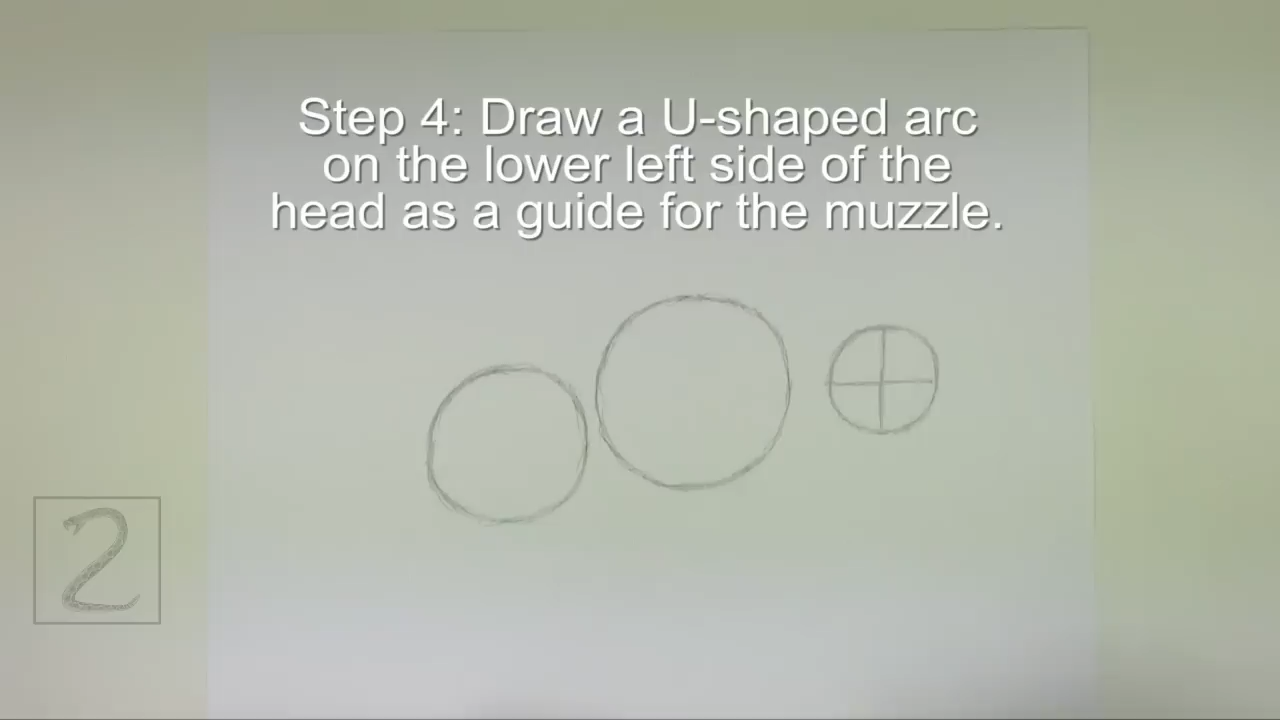 Step 4: Draw a U-shaped arc
on the lower left side of the
head as a guide for the muzzle.
2